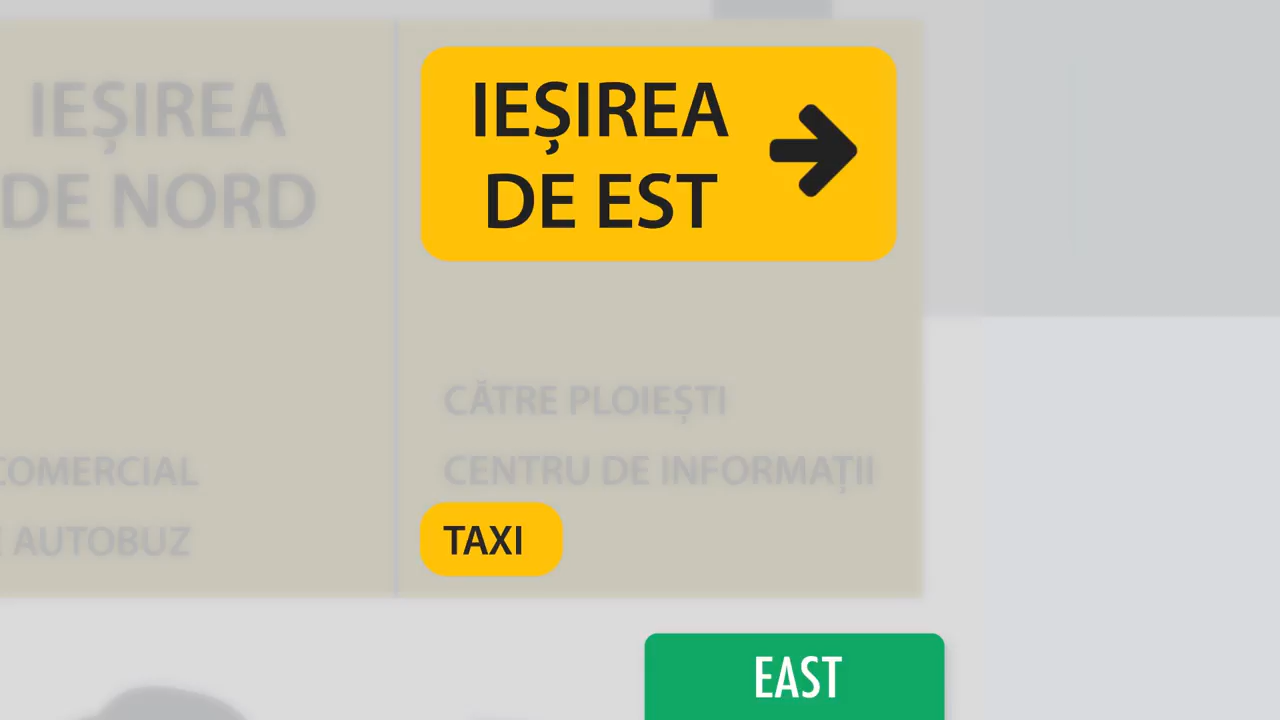 IEȘIREA
DE NORD
IEȘIREA
DE EST
CĂTRE PLOIEȘTI
COMERCIAL
CENTRU DE INFORMAȚII
AUTOBUZ
TAXI
EAST